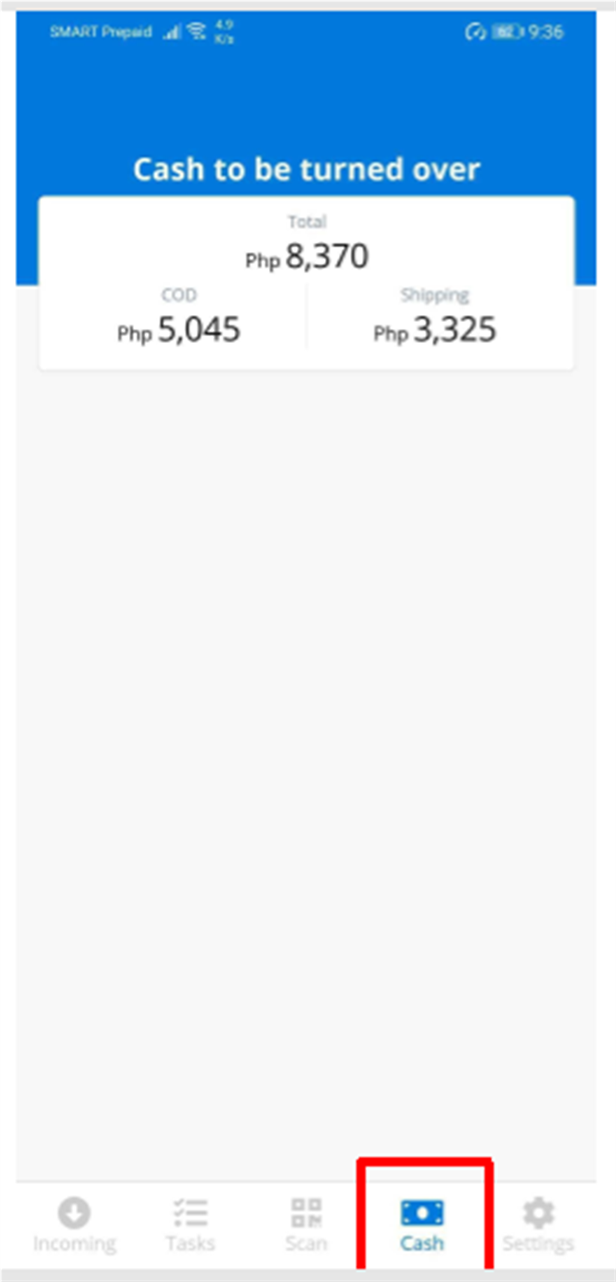 SMART Prepaid 4.9 K/s 82 9:36
Cash to be turned over
Total
Php 8,370
COD Shipping
Php 5,045 Php 3,325
Incoming Tasks Scan Cash Settings